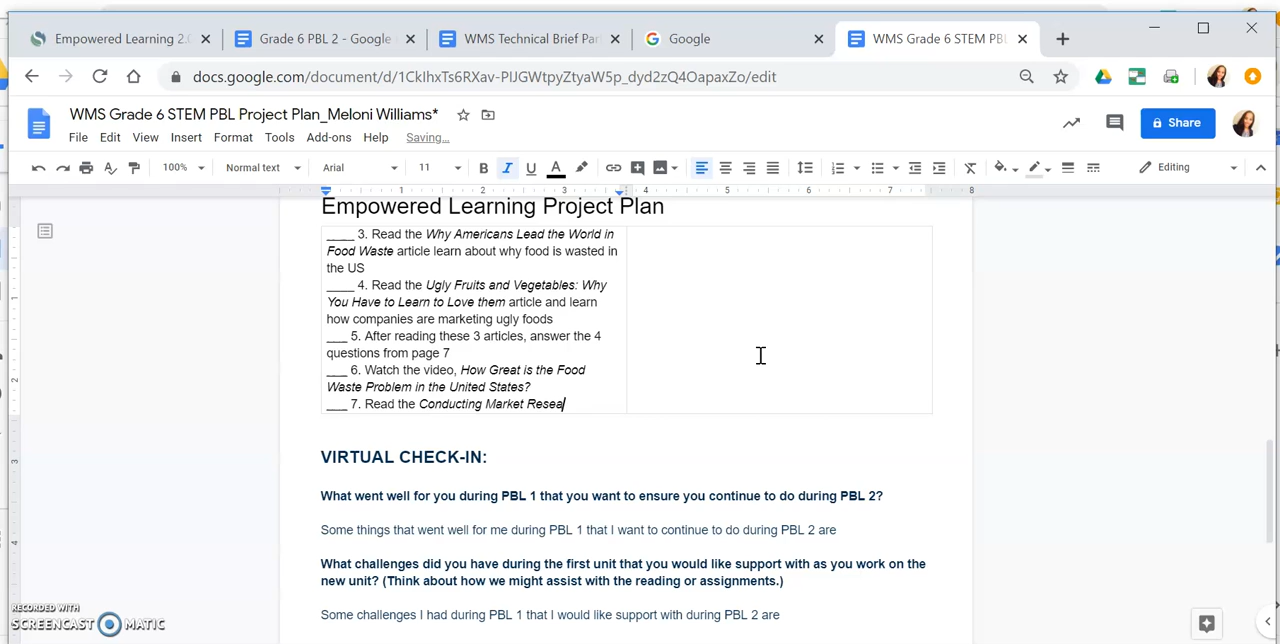 Empowered Learning 2.0
Grade 6 PBL 2 - Google
WMS Technical Brief Par
Google
WMS Grade 6 STEM PBL
docs.google.com/document/d/1CkIhxTs6RXav-PIJGWtpyZtyaW5p_dyd2zQ4OapaxZo/edit
WMS Grade 6 STEM PBL Project Plan_Meloni Williams*
File Edit View Insert Format Tools Add-ons Help Saving...
Share
100% Normal text Arial 11 B I U A Editing
1 2 3 4 5 6 7 8
Empowered Learning Project Plan
____ 3. Read the Why Americans Lead the World in
Food Waste article learn about why food is wasted in
the US
____ 4. Read the Ugly Fruits and Vegetables: Why
You Have to Learn to Love them article and learn
how companies are marketing ugly foods
___ 5. After reading these 3 articles, answer the 4
questions from page 7
___ 6. Watch the video, How Great is the Food
Waste Problem in the United States?
___ 7. Read the Conducting Market Resea
VIRTUAL CHECK-IN:
What went well for you during PBL 1 that you want to ensure you continue to do during PBL 2?
Some things that went well for me during PBL 1 that I want to continue to do during PBL 2 are
What challenges did you have during the first unit that you would like support with as you work on the
new unit? (Think about how we might assist with the reading or assignments.)
Some challenges I had during PBL 1 that I would like support with during PBL 2 are
RECORDED WITH
SCREENCAST MATIC